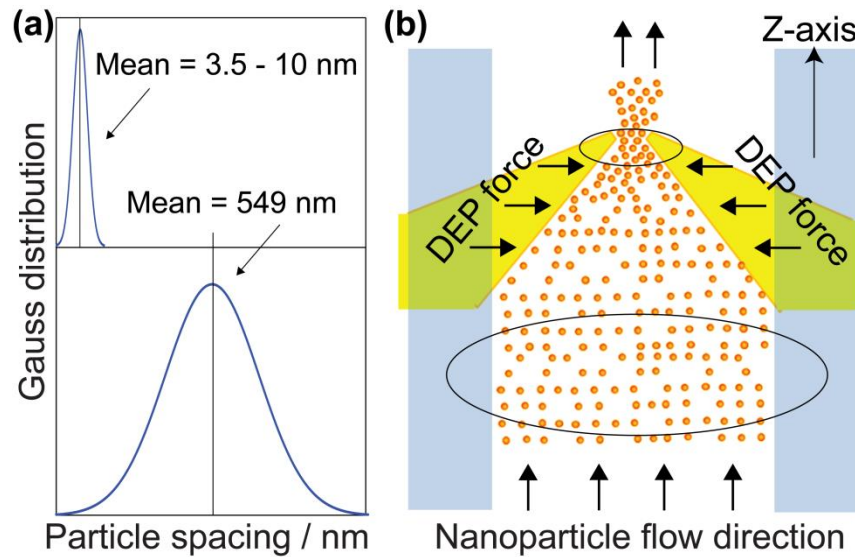 (a)
Mean = 3.5 - 10 nm
Mean = 549 nm
Gauss distribution
Particle spacing / nm
(b)
Z-axis
DEP force
DEP force
Nanoparticle flow direction